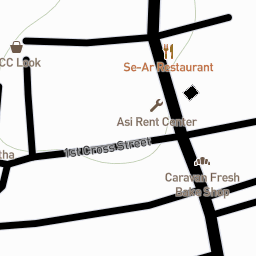 CC Look
Se-Ar Restaurant
Asi Rent Center
1st Cross Street
tha
Caravan Fresh
Bake Shop